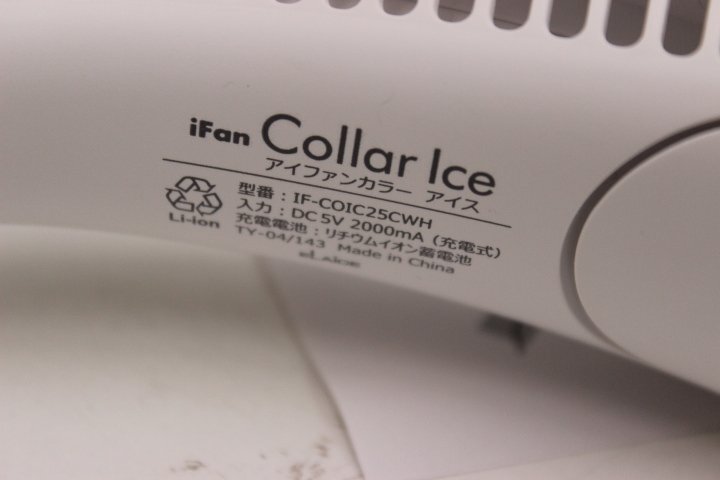 iFan Collar Ice
アイファンカラー アイス
型番：IF-COIC25CWH
入力：DC5V 2000mA（充電式）
充電電池：リチウムイオン蓄電池
Li-ion
TY-04/143 Made in China